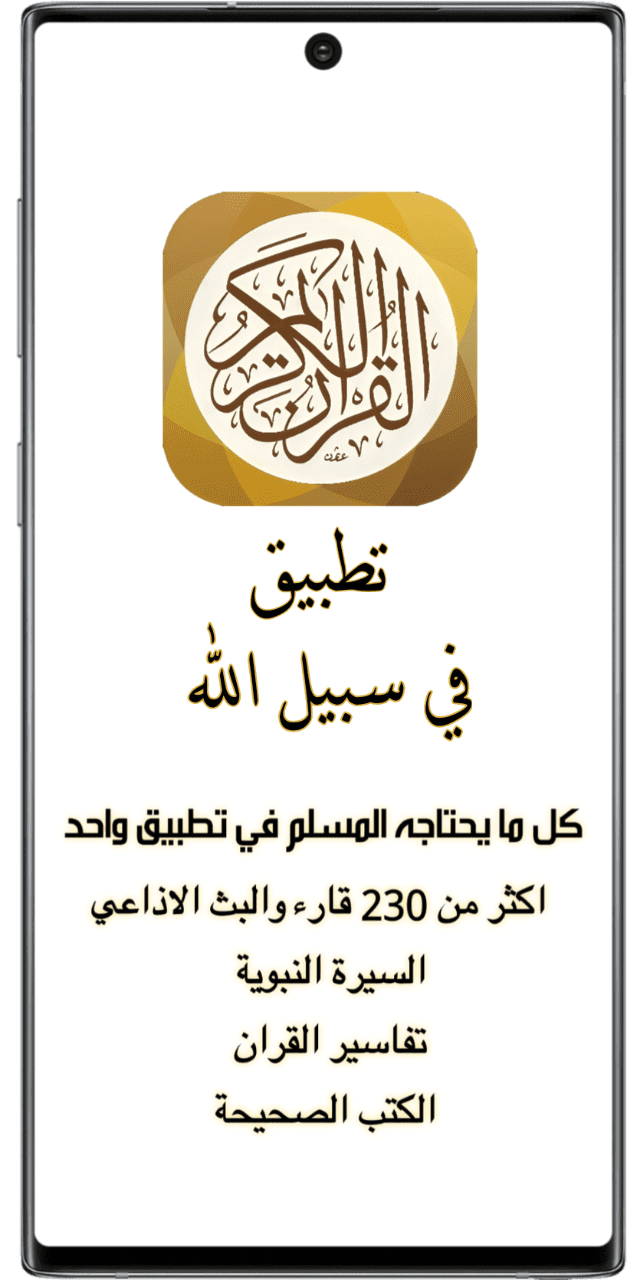 القرآن الكريم
تطبيق
في سبيل الله
كل ما يحتاجه المسلم في تطبيق واحد
اكثر من 230 قارء والبث الاذاعي
السيرة النبوية
تفاسير القران
الكتب الصحيحة